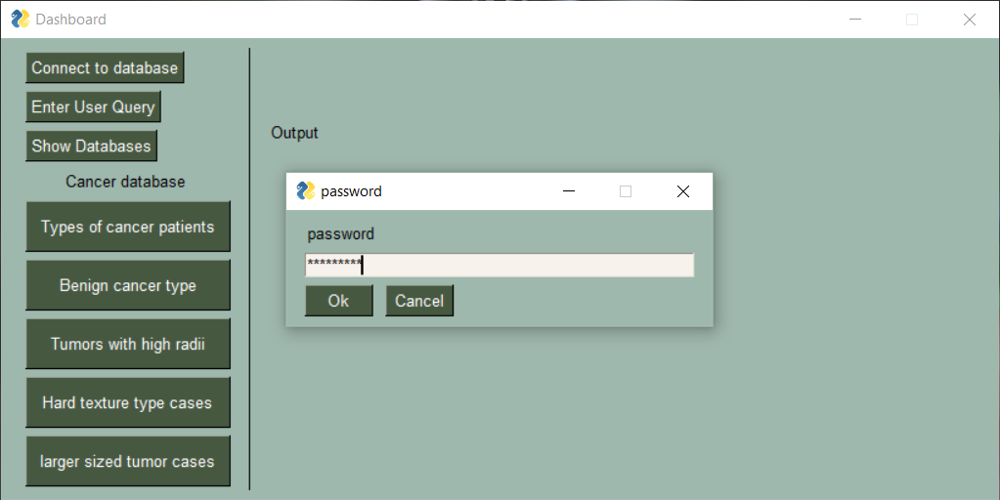 Dashboard
Connect to database
Enter User Query
Show Databases
Cancer database
Types of cancer patients
Benign cancer type
Tumors with high radii
Hard texture type cases
larger sized tumor cases
Output
password
password
*********
Ok
Cancel